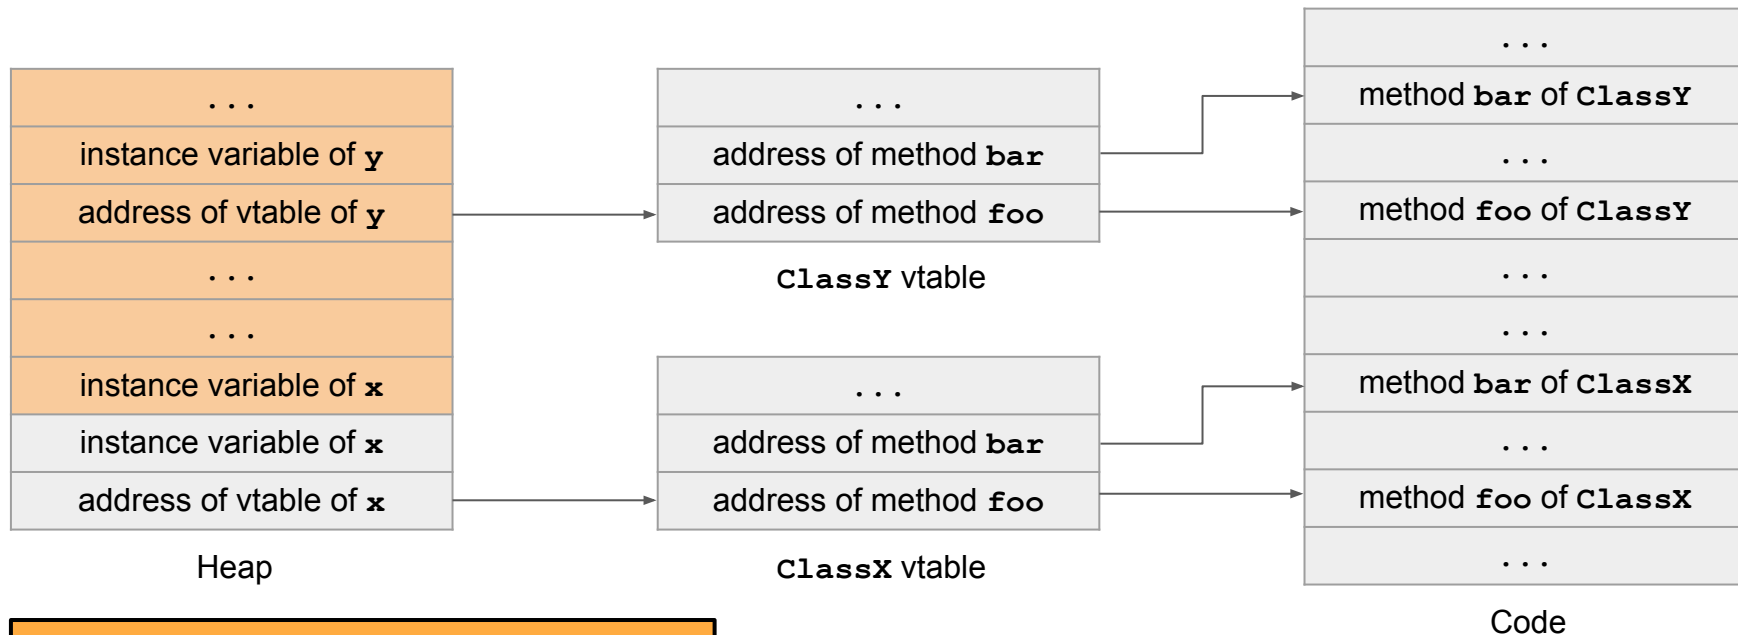 ...
instance variable of y
address of vtable of y
...
...
instance variable of x
instance variable of x
address of vtable of x
Heap
...
address of method bar
address of method foo
ClassY vtable
...
address of method bar
address of method foo
ClassX vtable
...
method bar of ClassY
...
method foo of ClassY
...
...
method bar of ClassX
...
method foo of ClassX
...
Code